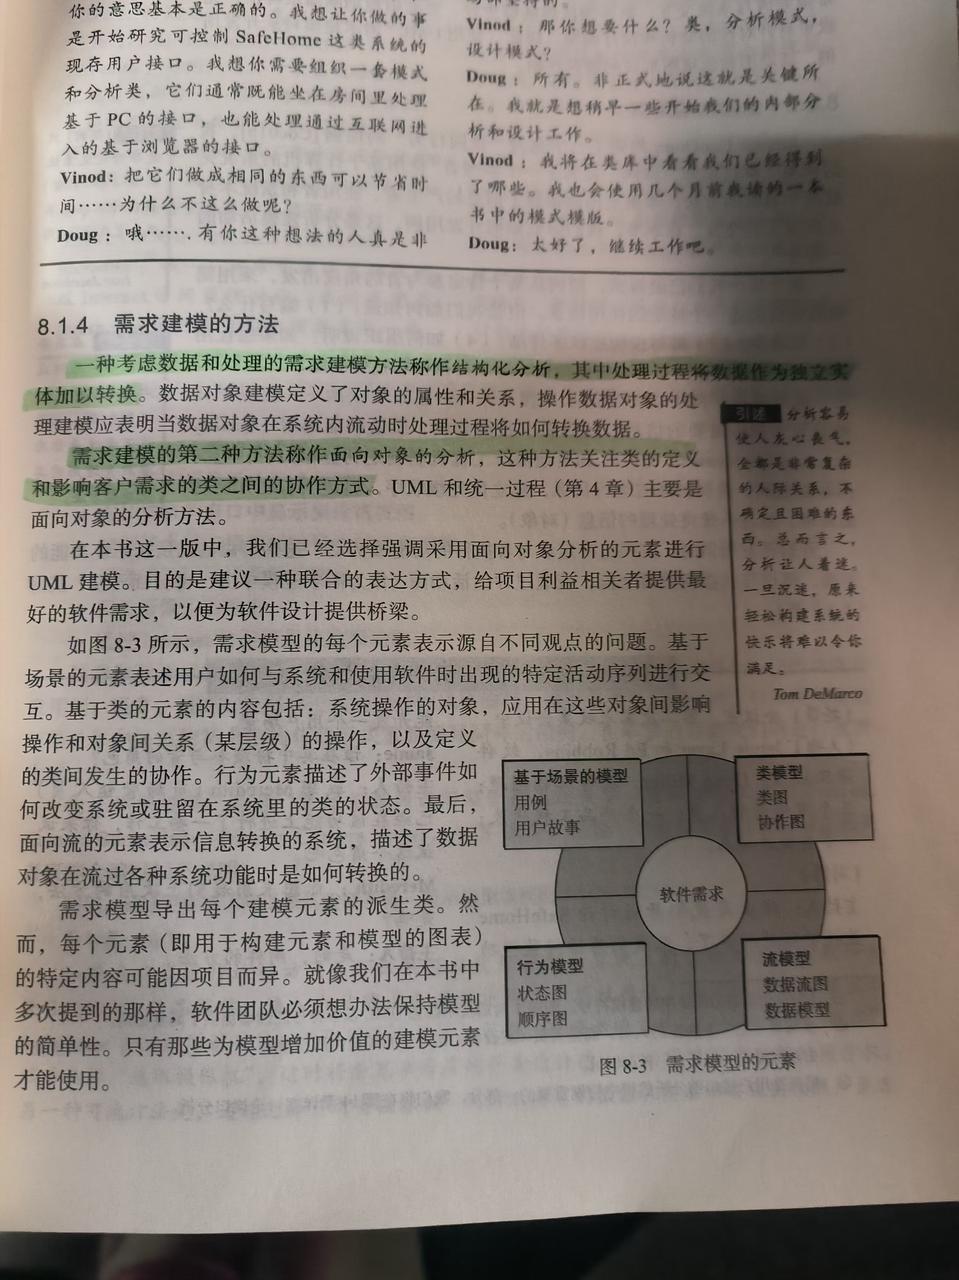 你的意思基本是正确的。我想让你做的事
是开始研究可控制 SafeHome 这类系统的
现存用户接口。我想你需要组织一套模式
和分析类，它们通常既能坐在房间里处理
基于 PC 的接口，也能处理通过互联网进
入的基于浏览器的接口。
Vinod：把它们做成相同的东西可以节省时
间……为什么不这么做呢？
Doug：哦……. 有你这种想法的人真是非
Vinod：那你想要什么？类，分析模式，
设计模式？
Doug：所有。非正式地说这就是关键所
在。我就是想稍早一些开始我们的内部分
析和设计工作。
Vinod：我将在类库中看看我们已经得到
了哪些。我也会使用几个月前我读的一本
书中的模式模版。
Doug：太好了，继续工作吧。
8.1.4 需求建模的方法
一种考虑数据和处理的需求建模方法称作结构化分析，其中处理过程将数据作为独立实
体加以转换。数据对象建模定义了对象的属性和关系，操作数据对象的处
理建模应表明当数据对象在系统内流动时处理过程将如何转换数据。
需求建模的第二种方法称作面向对象的分析，这种方法关注类的定义
和影响客户需求的类之间的协作方式。UML 和统一过程（第 4 章）主要是
面向对象的分析方法。
在本书这一版中，我们已经选择强调采用面向对象分析的元素进行
UML 建模。目的是建议一种联合的表达方式，给项目利益相关者提供最
好的软件需求，以便为软件设计提供桥梁。
如图 8-3 所示，需求模型的每个元素表示源自不同观点的问题。基于
场景的元素表述用户如何与系统和使用软件时出现的特定活动序列进行交
互。基于类的元素的内容包括：系统操作的对象，应用在这些对象间影响
操作和对象间关系（某层级）的操作，以及定义
的类间发生的协作。行为元素描述了外部事件如
何改变系统或驻留在系统里的类的状态。最后，
面向流的元素表示信息转换的系统，描述了数据
对象在流过各种系统功能时是如何转换的。
需求模型导出每个建模元素的派生类。然
而，每个元素（即用于构建元素和模型的图表）
的特定内容可能因项目而异。就像我们在本书中
多次提到的那样，软件团队必须想办法保持模型
的简单性。只有那些为模型增加价值的建模元素
才能使用。
引述 分析容易
使人灰心丧气，
全都是非常复杂
的人际关系，不
确定且困难的东
西。总而言之，
分析让人着迷。
一旦沉迷，原来
轻松构建系统的
快乐将难以令你
满足。
Tom DeMarco
基于场景的模型
用例
用户故事
类模型
类图
协作图
软件需求
行为模型
状态图
顺序图
流模型
数据流图
数据模型
图 8-3 需求模型的元素